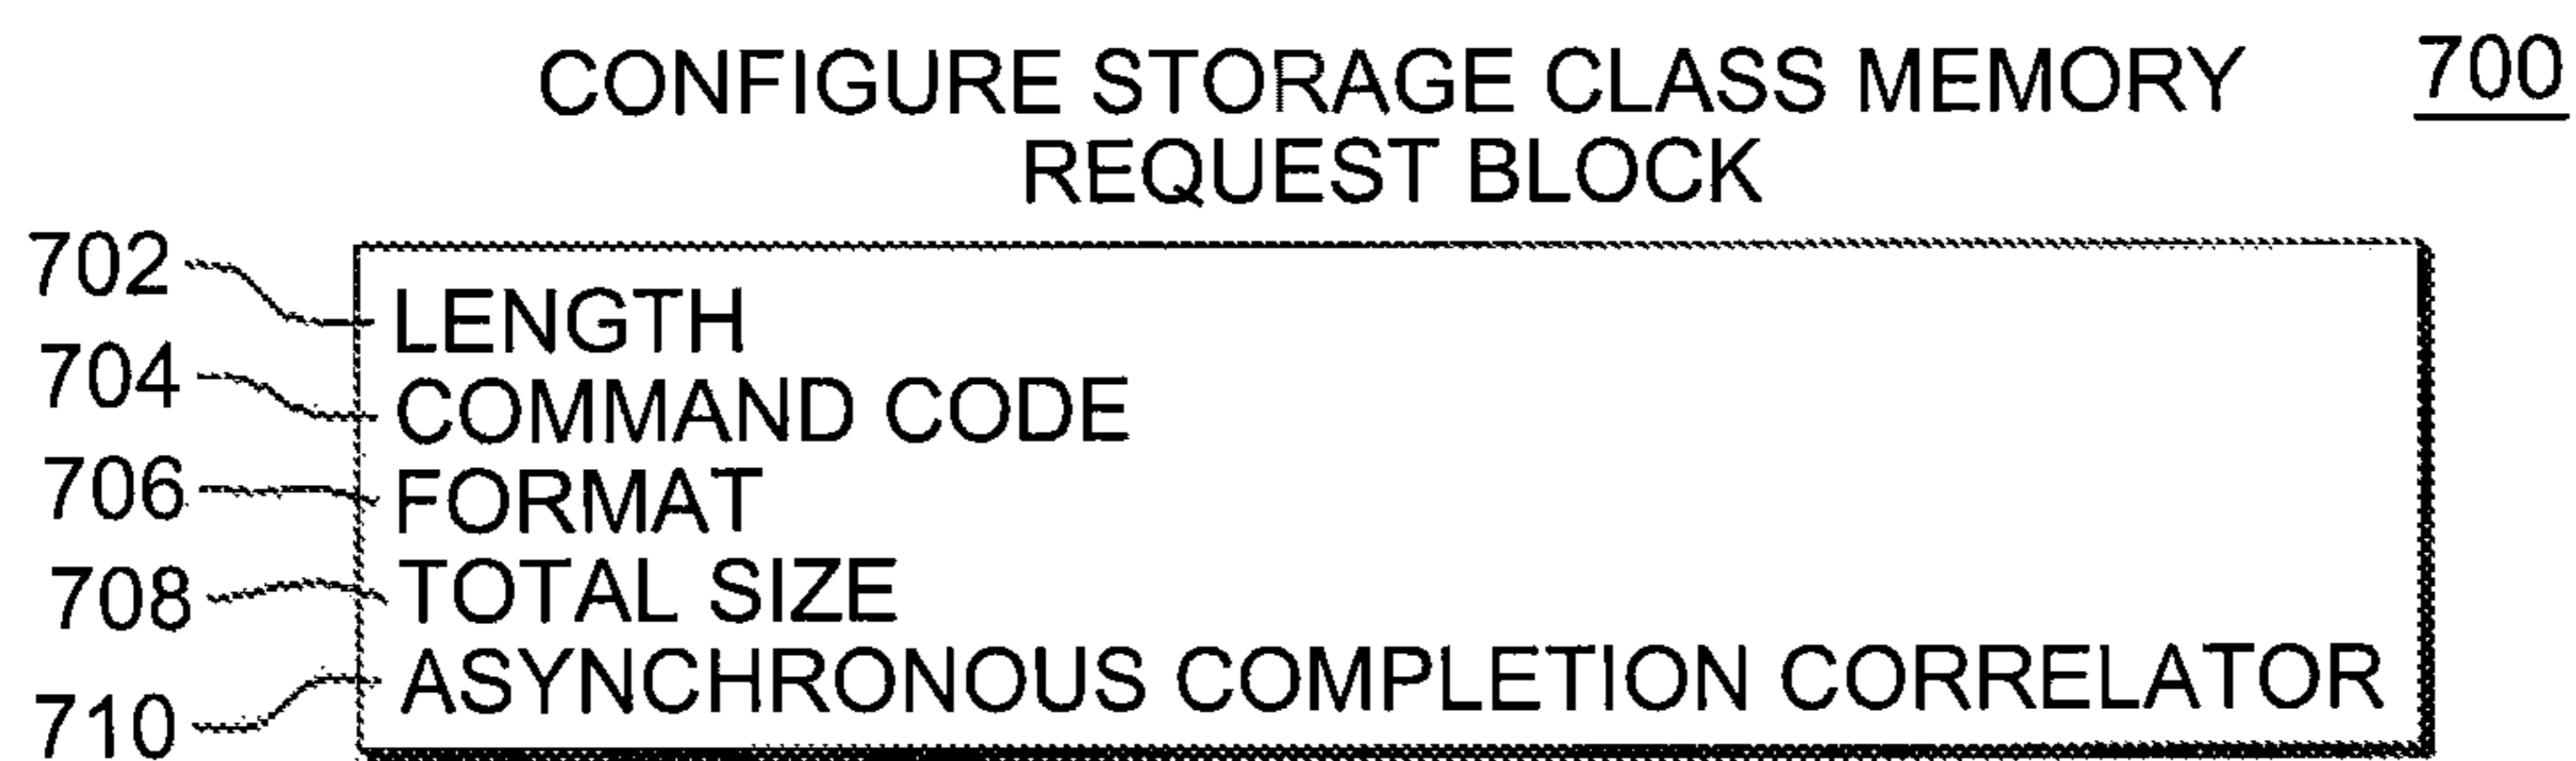 CONFIGURE STORAGE CLASS MEMORY 700
REQUEST BLOCK
702 LENGTH
704 COMMAND CODE
706 FORMAT
708 TOTAL SIZE
710 ASYNCHRONOUS COMPLETION CORRELATOR